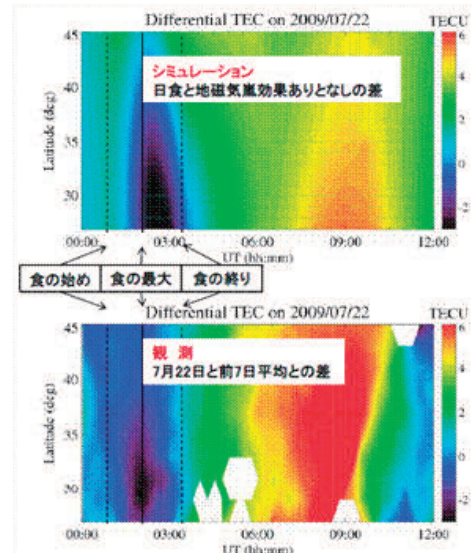 Differential TEC on 2009/07/22
TECU
シミュレーション
日食と地磁気嵐効果ありとなしの差
Latitude (deg)
45
40
35
30
6
4
2
0
00:00 03:00 06:00 09:00 12:00
UT (hh:mm)
食の始め 食の最大 食の終り
Differential TEC on 2009/07/22
TECU
観 測
7月22日と前7日平均との差
Latitude (deg)
45
40
35
30
6
4
2
0
00:00 03:00 06:00 09:00 12:00
UT (hh:mm)